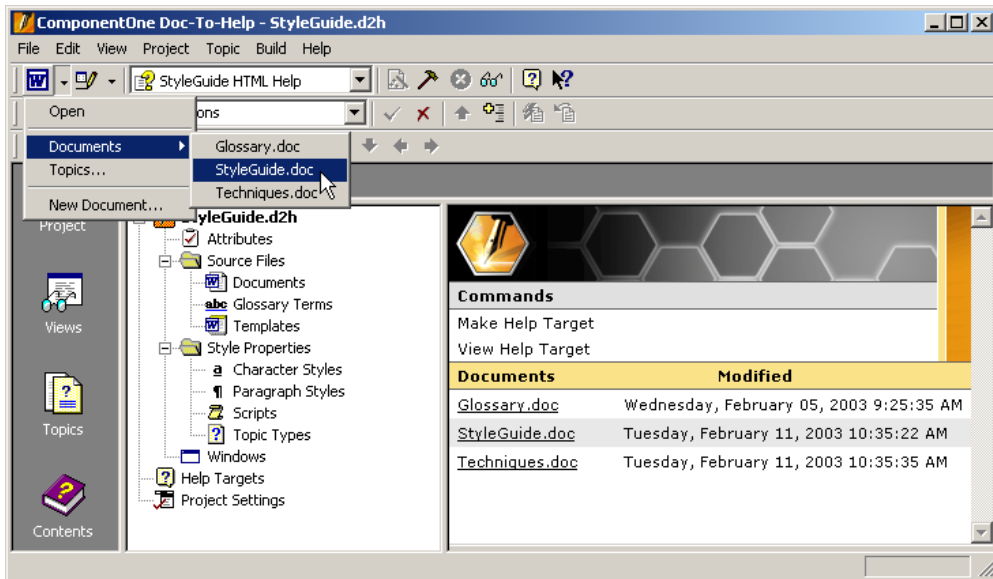 ComponentOne Doc-To-Help - StyleGuide.d2h
File Edit View Project Topic Build Help
StyleGuide HTML Help
Open
ons
Documents
Glossary.doc
Topics...
StyleGuide.doc
New Document...
Techniques.doc
Project
Views
Topics
Contents
StyleGuide.d2h
Attributes
Source Files
Documents
abc Glossary Terms
Templates
Style Properties
a Character Styles
¶ Paragraph Styles
Scripts
Topic Types
Windows
Help Targets
Project Settings
Commands
Make Help Target
View Help Target
Documents Modified
Glossary.doc Wednesday, February 05, 2003 9:25:35 AM
StyleGuide.doc Tuesday, February 11, 2003 10:35:22 AM
Techniques.doc Tuesday, February 11, 2003 10:35:35 AM